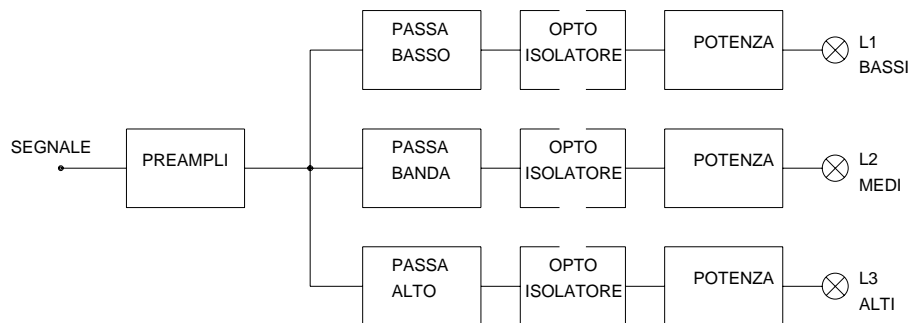 PASSA
BASSO
OPTO
ISOLATORE
POTENZA
L1
BASSI
SEGNALE
PREAMPLI
PASSA
BANDA
OPTO
ISOLATORE
POTENZA
L2
MEDI
PASSA
ALTO
OPTO
ISOLATORE
POTENZA
L3
ALTI